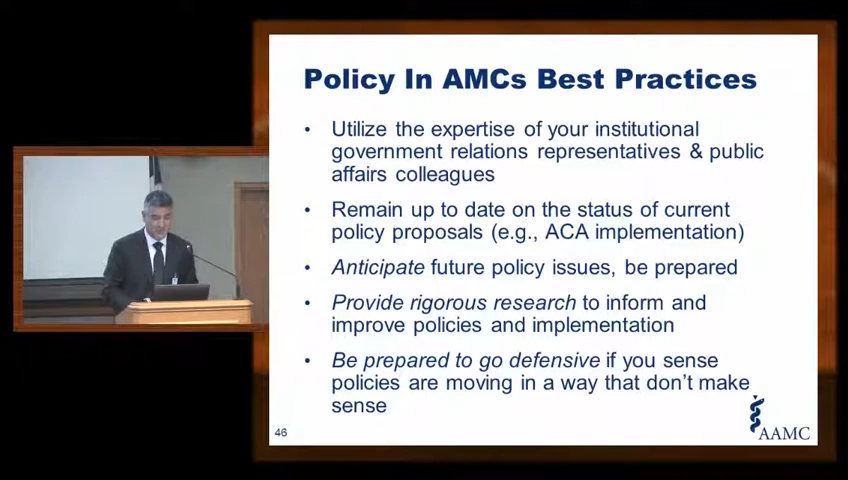 Policy In AMCs Best Practices
• Utilize the expertise of your institutional
government relations representatives & public
affairs colleagues
• Remain up to date on the status of current
policy proposals (e.g., ACA implementation)
• Anticipate future policy issues, be prepared
• Provide rigorous research to inform and
improve policies and implementation
• Be prepared to go defensive if you sense
policies are moving in a way that don't make
sense
46
AAMC